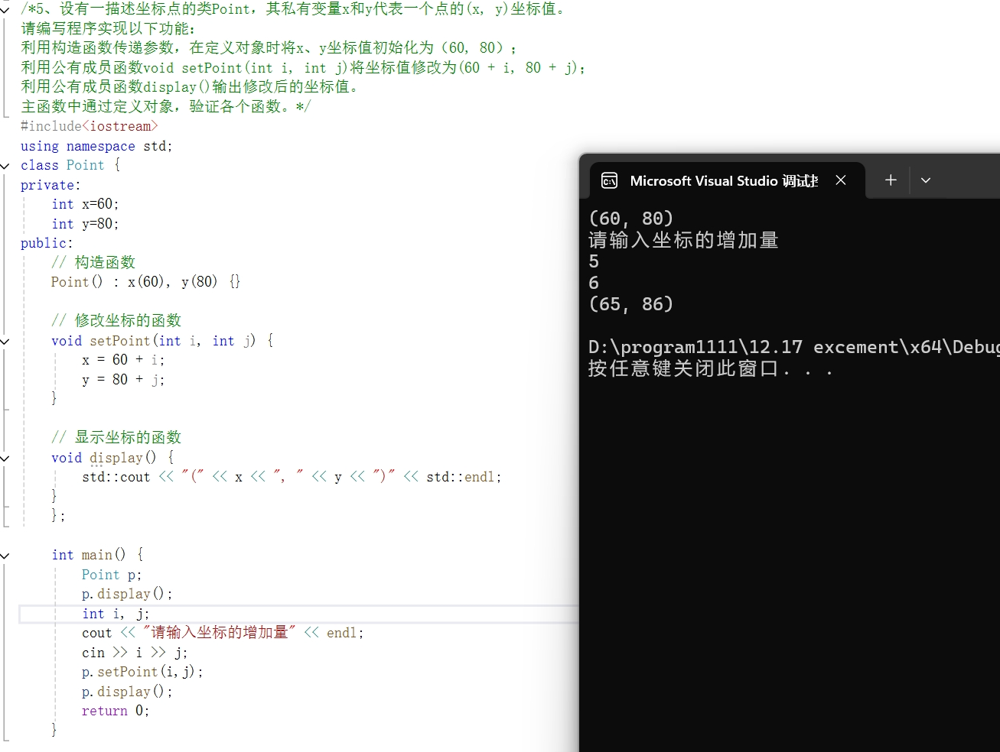 /*5、设有一描述坐标点的类Point，其私有变量x和y代表一个点的(x, y)坐标值。
请编写程序实现以下功能：
利用构造函数传递参数，在定义对象时将x、y坐标值初始化为（60, 80）；
利用公有成员函数void setPoint(int i, int j)将坐标值修改为(60 + i, 80 + j)；
利用公有成员函数display()输出修改后的坐标值。
主函数中通过定义对象，验证各个函数。*/
#include<iostream>
using namespace std;
class Point {
private:
int x=60;
int y=80;
public:
// 构造函数
Point() : x(60), y(80) {}
// 修改坐标的函数
void setPoint(int i, int j) {
x = 60 + i;
y = 80 + j;
}
// 显示坐标的函数
void display() {
std::cout << "(" << x << ", " << y << ")" << std::endl;
}
};
int main() {
Point p;
p.display();
int i, j;
cout << "请输入坐标的增加量" << endl;
cin >> i >> j;
p.setPoint(i,j);
p.display();
return 0;
}
Microsoft Visual Studio 调试控
(60, 80)
请输入坐标的增加量
5
6
(65, 86)
D:\program1111\12.17 excement\x64\Debug
按任意键关闭此窗口. . .